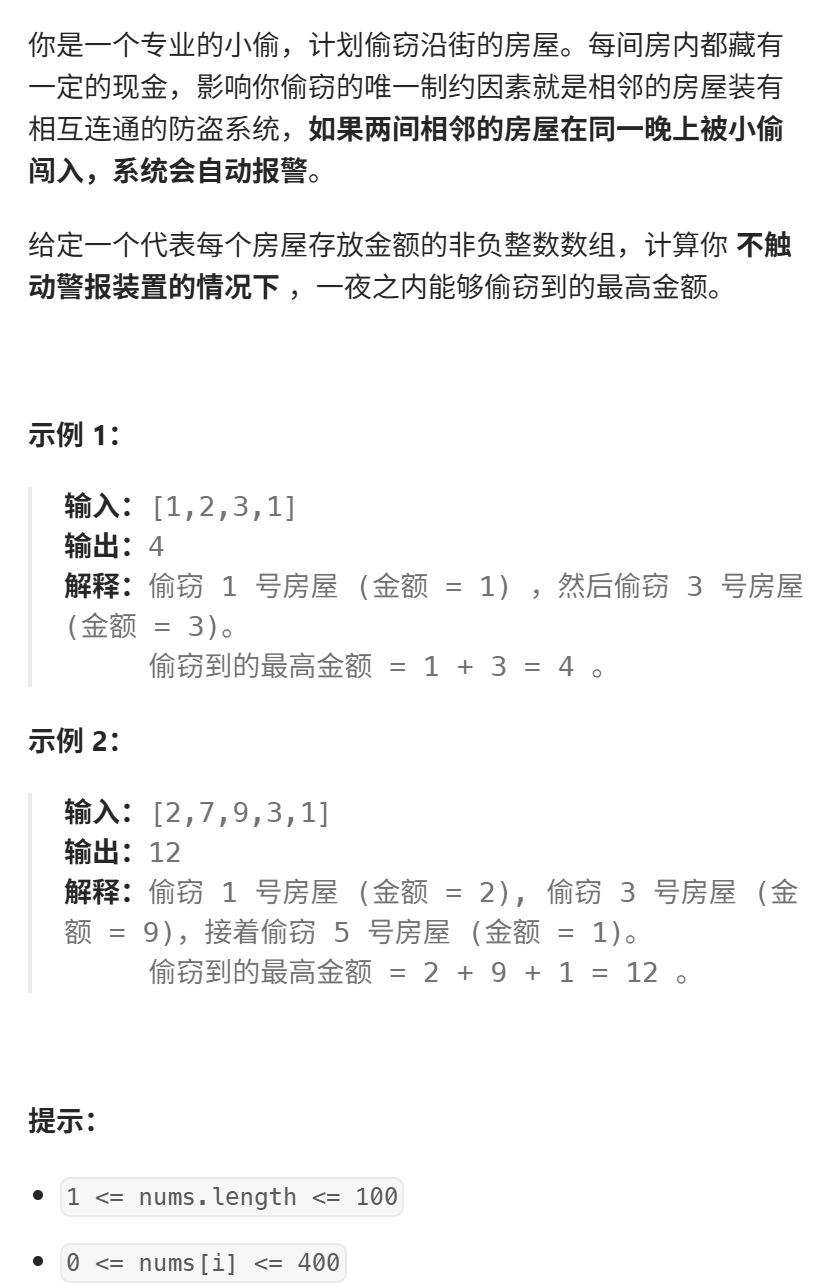 你是一个专业的小偷，计划偷窃沿街的房屋。每间房内都藏有
一定的现金，影响你偷窃的唯一制约因素就是相邻的房屋装有
相互连通的防盗系统，如果两间相邻的房屋在同一晚上被小偷
闯入，系统会自动报警。
给定一个代表每个房屋存放金额的非负整数数组，计算你 不触
动警报装置的情况下 ，一夜之内能够偷窃到的最高金额。
示例 1：
输入：[1,2,3,1]
输出：4
解释：偷窃 1 号房屋 (金额 = 1) ，然后偷窃 3 号房屋
(金额 = 3)。
偷窃到的最高金额 = 1 + 3 = 4 。
示例 2：
输入：[2,7,9,3,1]
输出：12
解释：偷窃 1 号房屋 (金额 = 2), 偷窃 3 号房屋 (金
额 = 9)，接着偷窃 5 号房屋 (金额 = 1)。
偷窃到的最高金额 = 2 + 9 + 1 = 12 。
提示：
• 1 <= nums.length <= 100
• 0 <= nums[i] <= 400